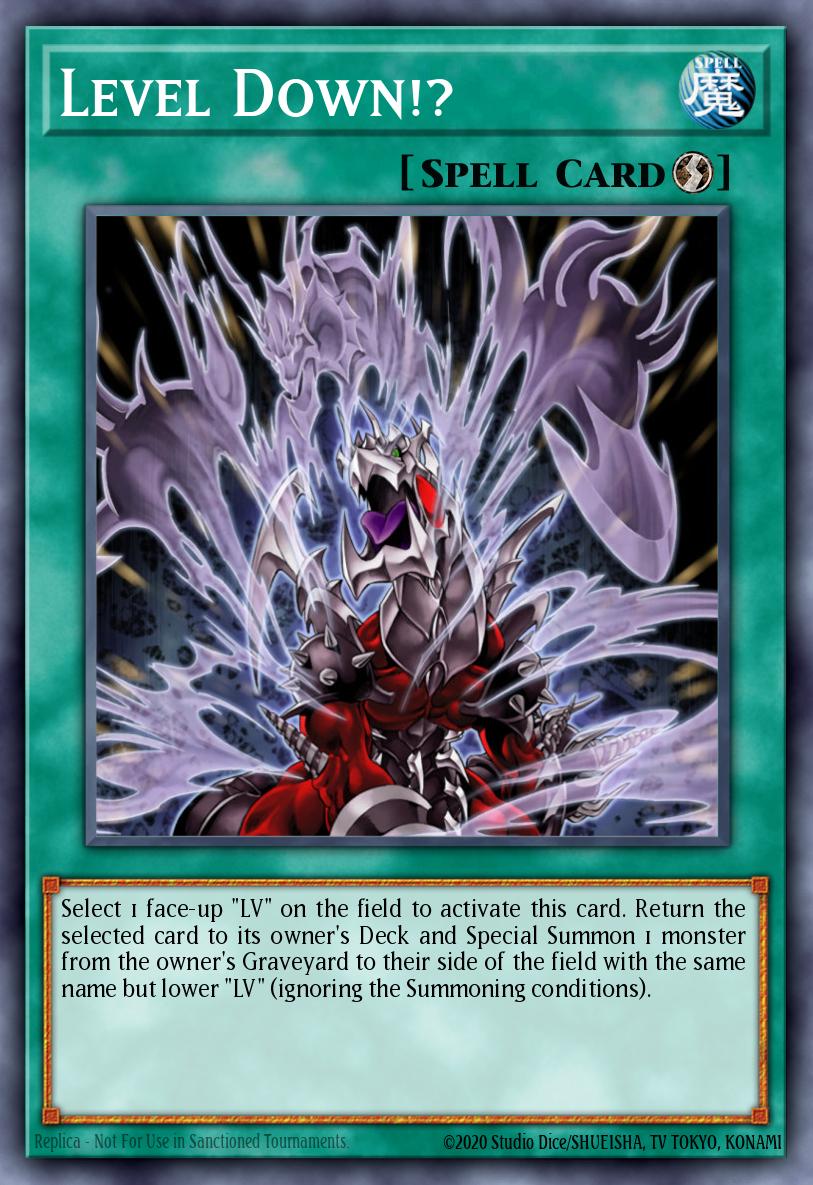 Level Down!?
SPELL
魔
[Spell Card]
Select 1 face-up "LV" on the field to activate this card. Return the
selected card to its owner's Deck and Special Summon 1 monster
from the owner's Graveyard to their side of the field with the same
name but lower "LV" (ignoring the Summoning conditions).
Replica - Not For Use in Sanctioned Tournaments.
©2020 Studio Dice/SHUEISHA, TV TOKYO, KONAMI